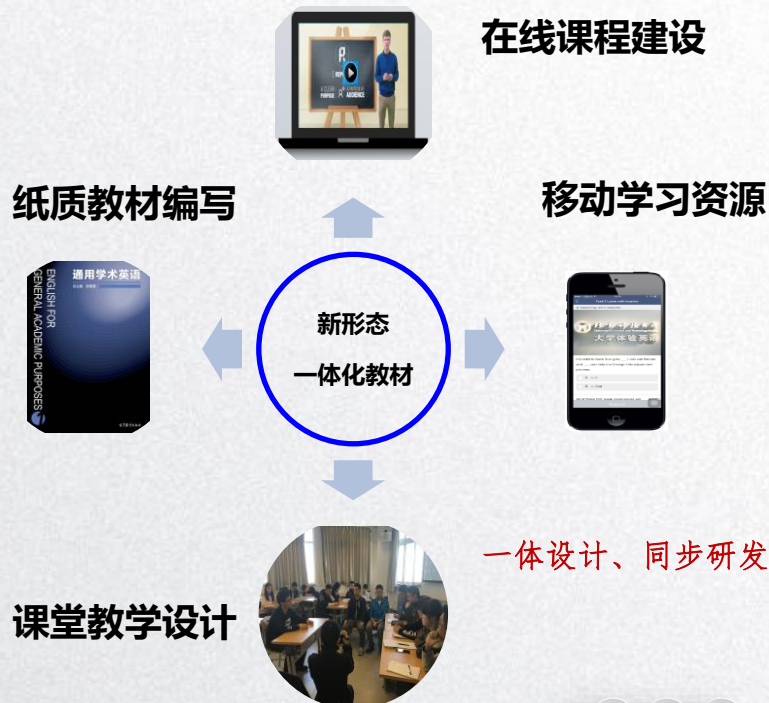 在线课程建设
A CLEAR
PURPOSE
AUDIENCE
纸质教材编写
移动学习资源
通用学术英语
ENGLISH FOR
GENERAL ACADEMIC PURPOSES
新形态
一体化教材
大学体验英语
一体设计、同步研发
课堂教学设计